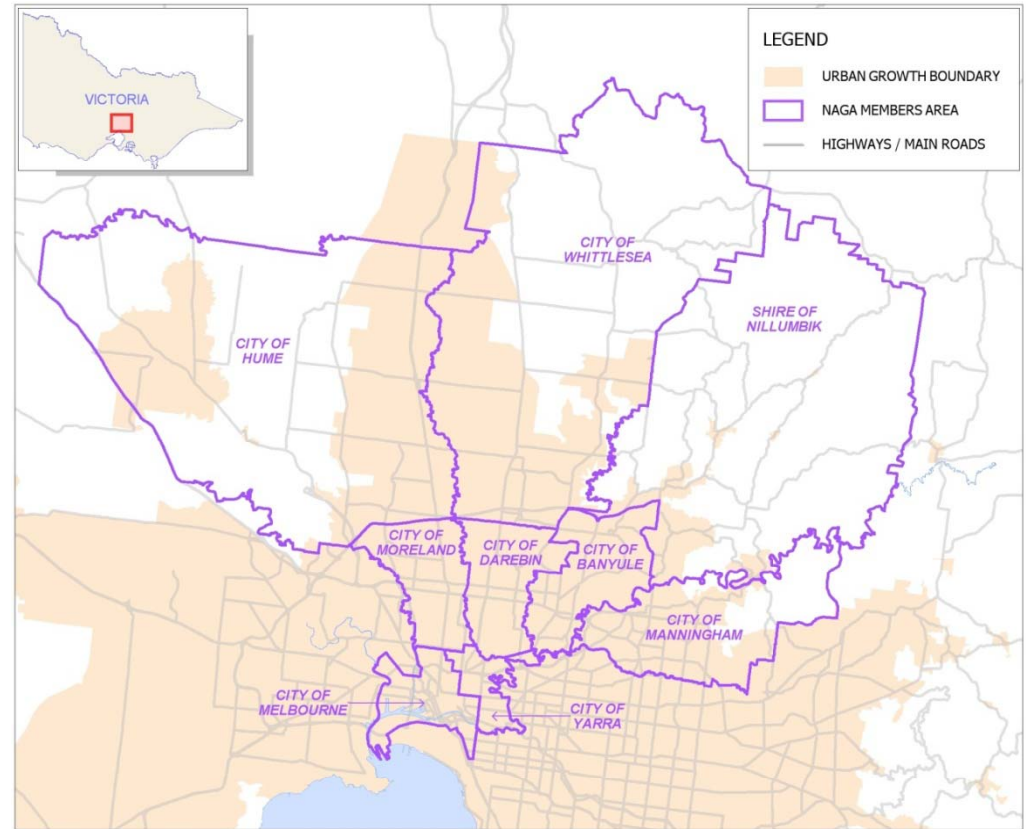 VICTORIA
LEGEND
URBAN GROWTH BOUNDARY
NAGA MEMBERS AREA
HIGHWAYS / MAIN ROADS
CITY OF
WHITTLESEA
SHIRE OF
NILLUMBIK
CITY OF
HUME
CITY OF
MORELAND
CITY OF
DAREBIN
CITY OF
BANYULE
CITY OF
MANNINGHAM
CITY OF
MELBOURNE
CITY OF
YARRA